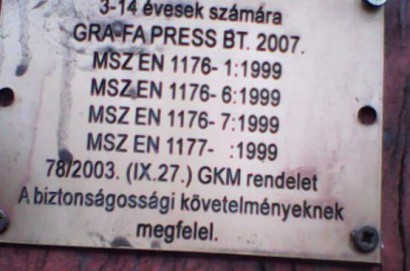 3-14 évesek számára
GRA-FA PRESS BT. 2007.
MSZ EN 1176- 1:1999
MSZ EN 1176- 6:1999
MSZ EN 1176- 7:1999
MSZ EN 1177-  :1999
78/2003. (IX.27.) GKM rendelet
A biztonságossági követelményeknek
megfelel.